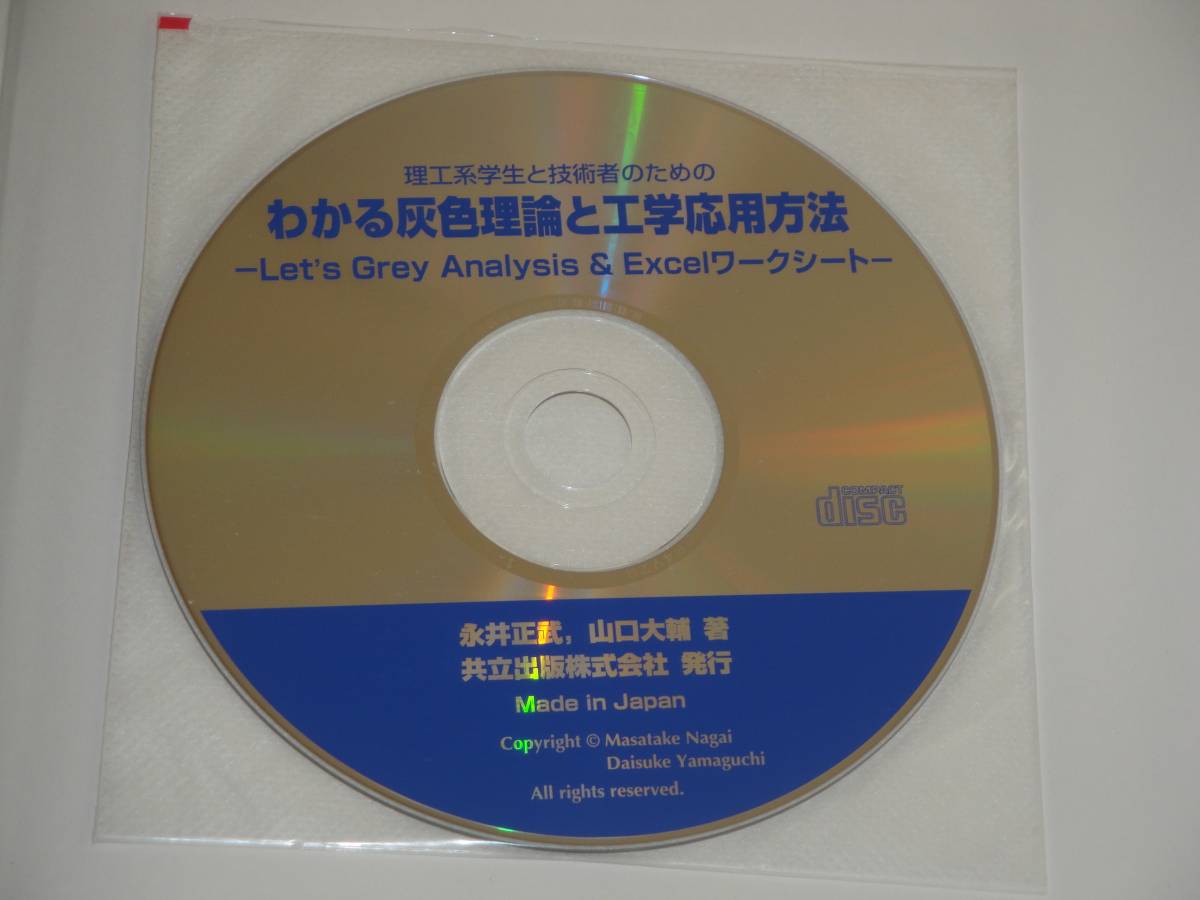 理工系学生と技術者のための
わかる灰色理論と工学応用方法
－Let's Grey Analysis & Excelワークシート－
COMPACT
disc
永井正武, 山口大輔 著
共立出版株式会社 発行
Made in Japan
Copyright © Masatake Nagai
Daisuke Yamaguchi
All rights reserved.